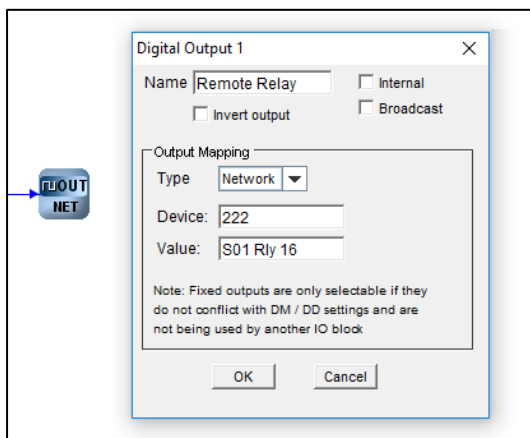 Digital Output 1
Name Remote Relay
Internal
Invert output
Broadcast
Output Mapping
Type Network
Device: 222
Value: S01 Rly 16
Note: Fixed outputs are only selectable if they
do not conflict with DM / DD settings and are
not being used by another IO block
OK Cancel
OUT
NET